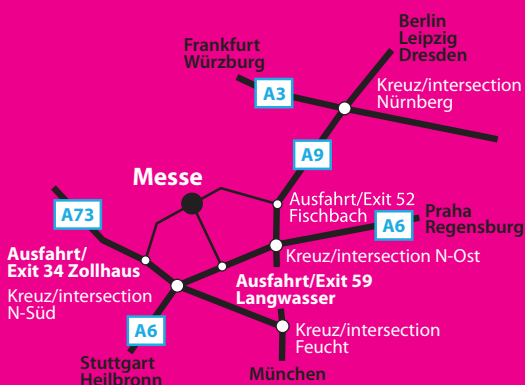 Berlin
Leipzig
Dresden
Frankfurt
Würzburg
A3
Kreuz/intersection
Nürnberg
A9
Messe
A73
Ausfahrt/Exit 52
Fischbach
A6
Praha
Regensburg
Ausfahrt/
Exit 34 Zollhaus
Kreuz/intersection N-Ost
Kreuz/intersection
N-Süd
Ausfahrt/Exit 59
Langwasser
A6
Kreuz/intersection
Feucht
Stuttgart
Heilbronn
München